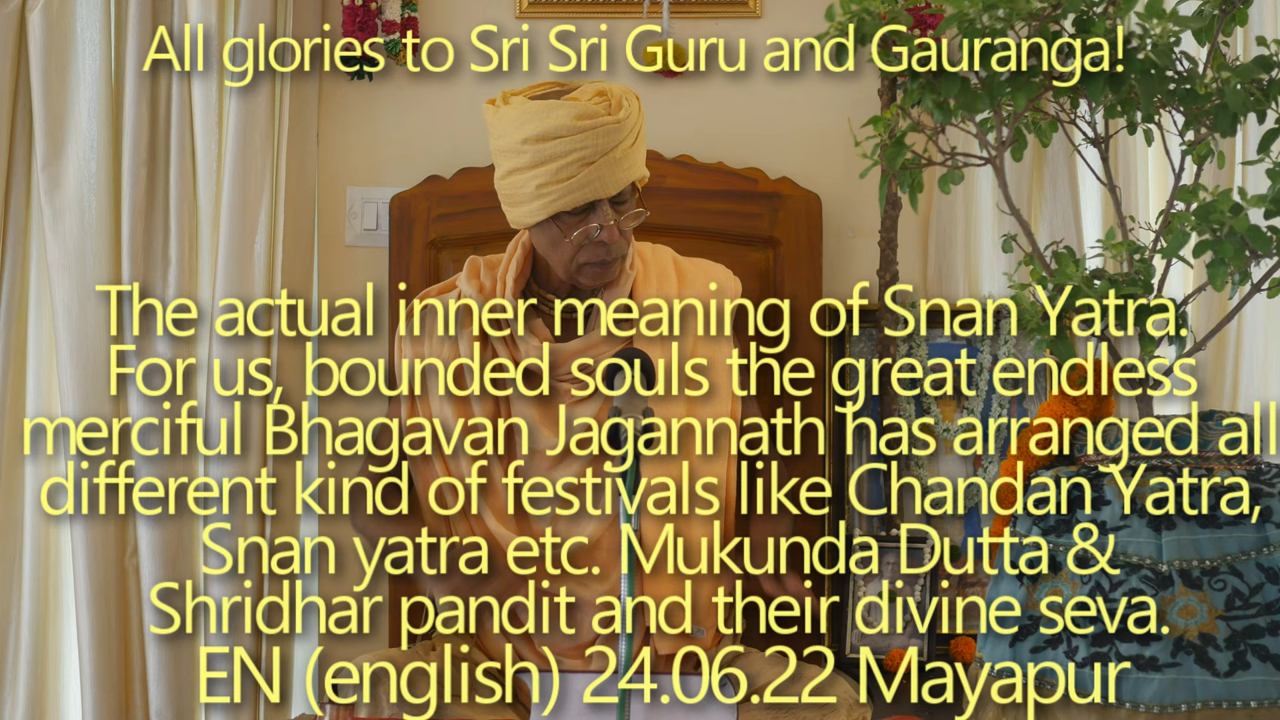 All glories to Sri Sri Guru and Gauranga!
The actual inner meaning of Snan Yatra.
For us, bounded souls the great endless
merciful Bhagavan Jagannath has arranged all
different kind of festivals like Chandan Yatra,
Snan yatra etc. Mukunda Dutta &
Shridhar pandit and their divine seva.
EN (english) 24.06.22 Mayapur